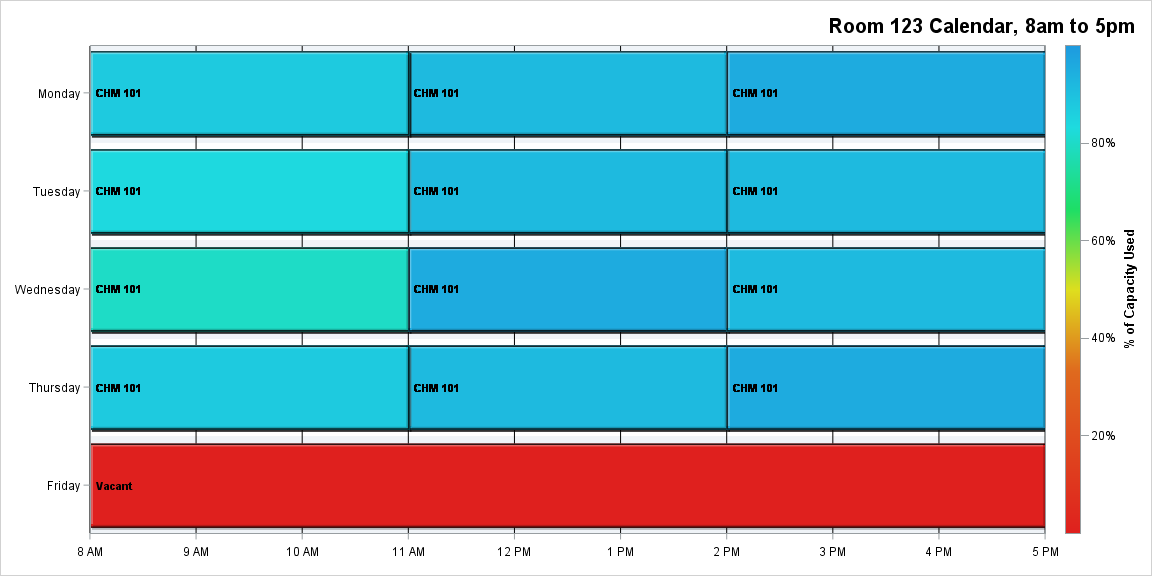 Room 123 Calendar, 8am to 5pm
Monday
CHM 101
CHM 101
CHM 101
Tuesday
CHM 101
CHM 101
CHM 101
Wednesday
CHM 101
CHM 101
CHM 101
Thursday
CHM 101
CHM 101
CHM 101
Friday
Vacant
8 AM
9 AM
10 AM
11 AM
12 PM
1 PM
2 PM
3 PM
4 PM
5 PM
80%
60%
40%
20%
% of Capacity Used